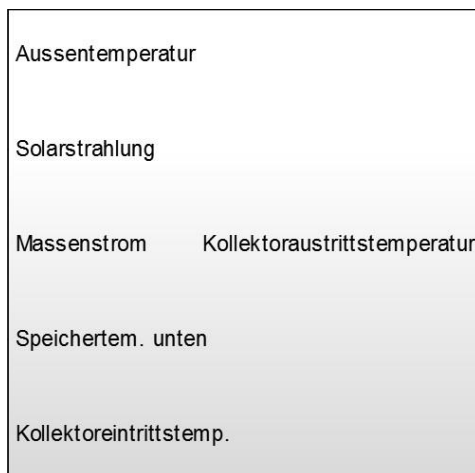 Aussentemperatur
Solarstrahlung
Massenstrom Kollektoraustrittstemperatur
Speichertem. unten
Kollektoreintrittstemp.